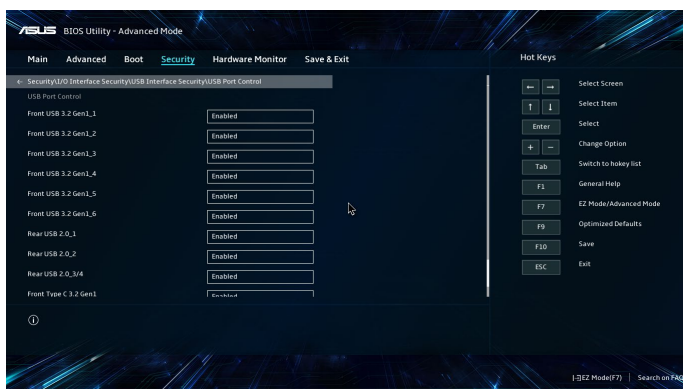 ASUS BIOS Utility - Advanced Mode
Main Advanced Boot Security Hardware Monitor Save & Exit
Hot Keys
← Security\I/O Interface Security\USB Interface Security\USB Port Control
USB Port Control
Front USB 3.2 Gen1_1 Enabled
Front USB 3.2 Gen1_2 Enabled
Front USB 3.2 Gen1_3 Enabled
Front USB 3.2 Gen1_4 Enabled
Front USB 3.2 Gen1_5 Enabled
Front USB 3.2 Gen1_6 Enabled
Rear USB 2.0_1 Enabled
Rear USB 2.0_2 Enabled
Rear USB 2.0_3/4 Enabled
Front Type C 3.2 Gen1 Enabled
← → Select Screen
↑ ↓ Select Item
Enter Select
+ − Change Option
Tab Switch to hokey list
F1 General Help
F7 EZ Mode/Advanced Mode
F9 Optimized Defaults
F10 Save
ESC Exit
EZ Mode(F7) | Search on FAQ